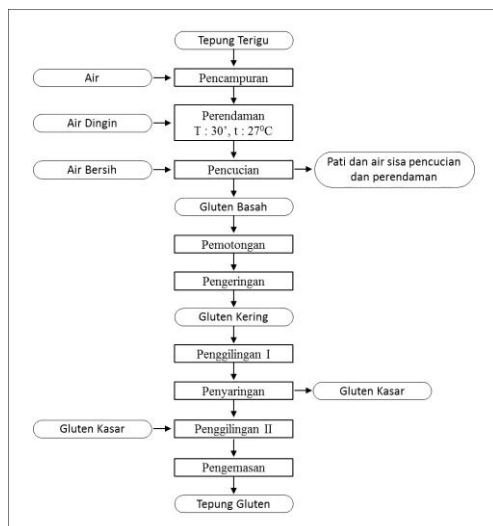 Tepung Terigu
Air
Pencampuran
Air Dingin
Perendaman
T : 30', t : 27⁰C
Air Bersih
Pencucian
Pati dan air sisa pencucian
dan perendaman
Gluten Basah
Pemotongan
Pengeringan
Gluten Kering
Penggilingan I
Penyaringan
Gluten Kasar
Gluten Kasar
Penggilingan II
Pengemasan
Tepung Gluten